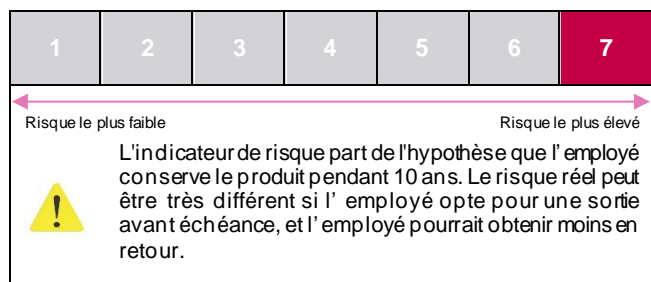 1 2 3 4 5 6 7
Risque le plus faible Risque le plus élevé
L'indicateur de risque part de l'hypothèse que l’employé
conserve le produit pendant 10 ans. Le risque réel peut
être très différent si l’ employé opte pour une sortie
avant échéance, et l’employé pourrait obtenir moins en
retour.